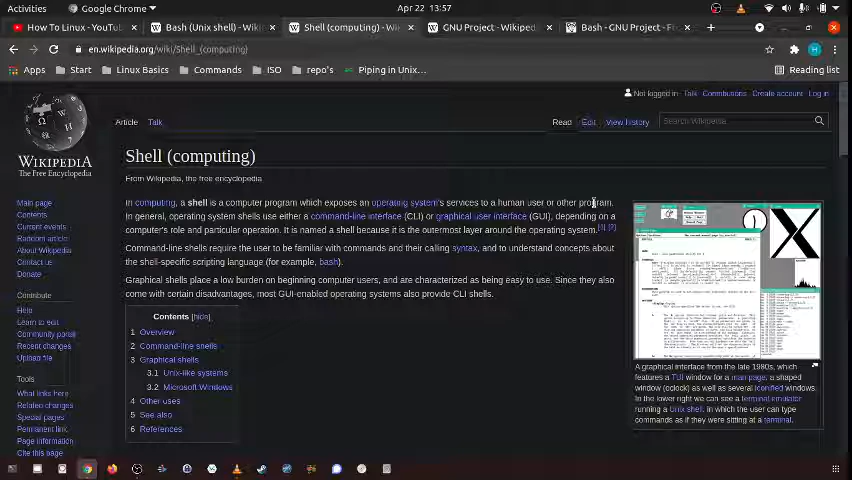 Activities
Google Chrome
Apr 22 13:57
How To Linux - YouTub
Bash (Unix shell) - Wiki
Shell (computing) - Wi
GNU Project - Wikiped
Bash - GNU Project - F
en.wikipedia.org/wiki/Shell_(computing)
H
Apps
Start
Linux Basics
Commands
ISO
repo's
Piping in Unix…
Reading list
Not logged in Talk Contributions Create account Log in
Article Talk
Read Edit View history
Search Wikipedia
WIKIPEDIA
The Free Encyclopedia
Main page
Contents
Current events
Random article
About Wikipedia
Contact us
Donate
Contribute
Help
Learn to edit
Community portal
Recent changes
Upload file
Tools
What links here
Related changes
Special pages
Permanent link
Page information
Cite this page
Shell (computing)
From Wikipedia, the free encyclopedia
In computing, a shell is a computer program which exposes an operating system's services to a human user or other program.
In general, operating system shells use either a command-line interface (CLI) or graphical user interface (GUI), depending on a
computer's role and particular operation. It is named a shell because it is the outermost layer around the operating system.[1] [2]
Command-line shells require the user to be familiar with commands and their calling syntax, and to understand concepts about
the shell-specific scripting language (for example, bash).
Graphical shells place a low burden on beginning computer users, and are characterized as being easy to use. Since they also
come with certain disadvantages, most GUI-enabled operating systems also provide CLI shells.
Contents [hide]
1 Overview
2 Command-line shells
3 Graphical shells
3.1 Unix-like systems
3.2 Microsoft Windows
4 Other uses
5 See also
6 References
A graphical interface from the late 1980s, which
features a TUI window for a man page, a shaped
window (oclock) as well as several iconified windows.
In the lower right we can see a terminal emulator
running a Unix shell, in which the user can type
commands as if they were sitting at a terminal.